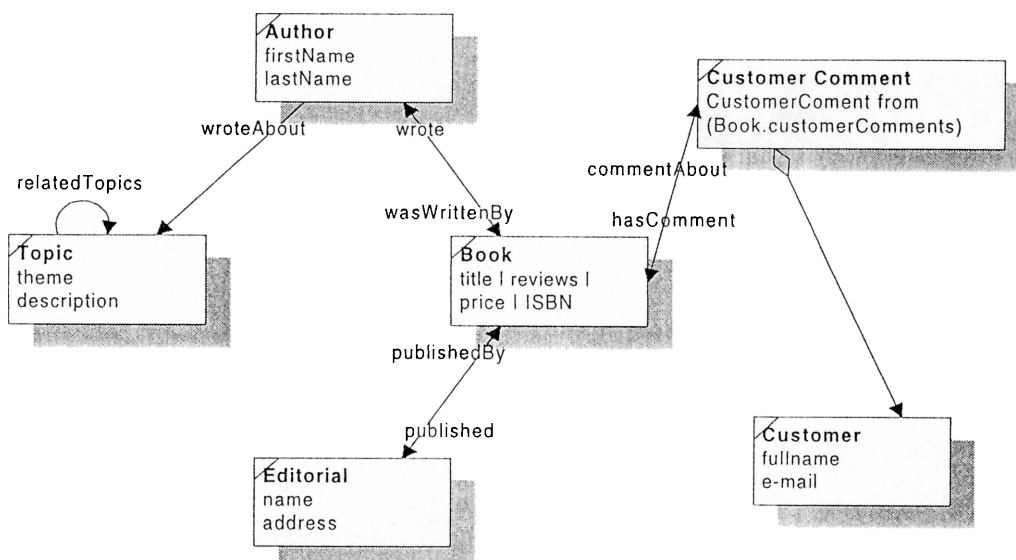 Author
firstName
lastName
Customer Comment
CustomerComent from
(Book.customerComments)
wroteAbout
wrote
commentAbout
relatedTopics
wasWrittenBy
hasComment
Topic
theme
description
Book
title | reviews |
price | ISBN
publishedBy
published
Editorial
name
address
Customer
fullname
e-mail